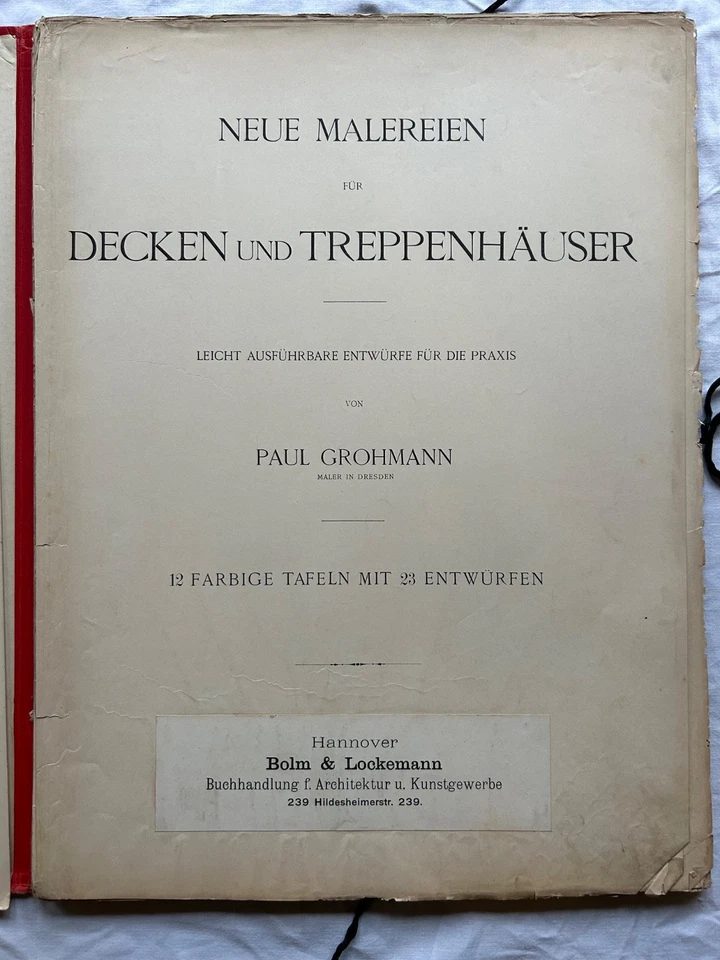 NEUE MALEREIEN
FÜR
DECKEN UND TREPPENHÄUSER
LEICHT AUSFÜHRBARE ENTWÜRFE FÜR DIE PRAXIS
VON
PAUL GROHMANN
MALER IN DRESDEN
12 FARBIGE TAFELN MIT 23 ENTWÜRFEN
Hannover
Bolm & Lockemann
Buchhandlung f. Architektur u. Kunstgewerbe
239 Hildesheimerstr. 239.